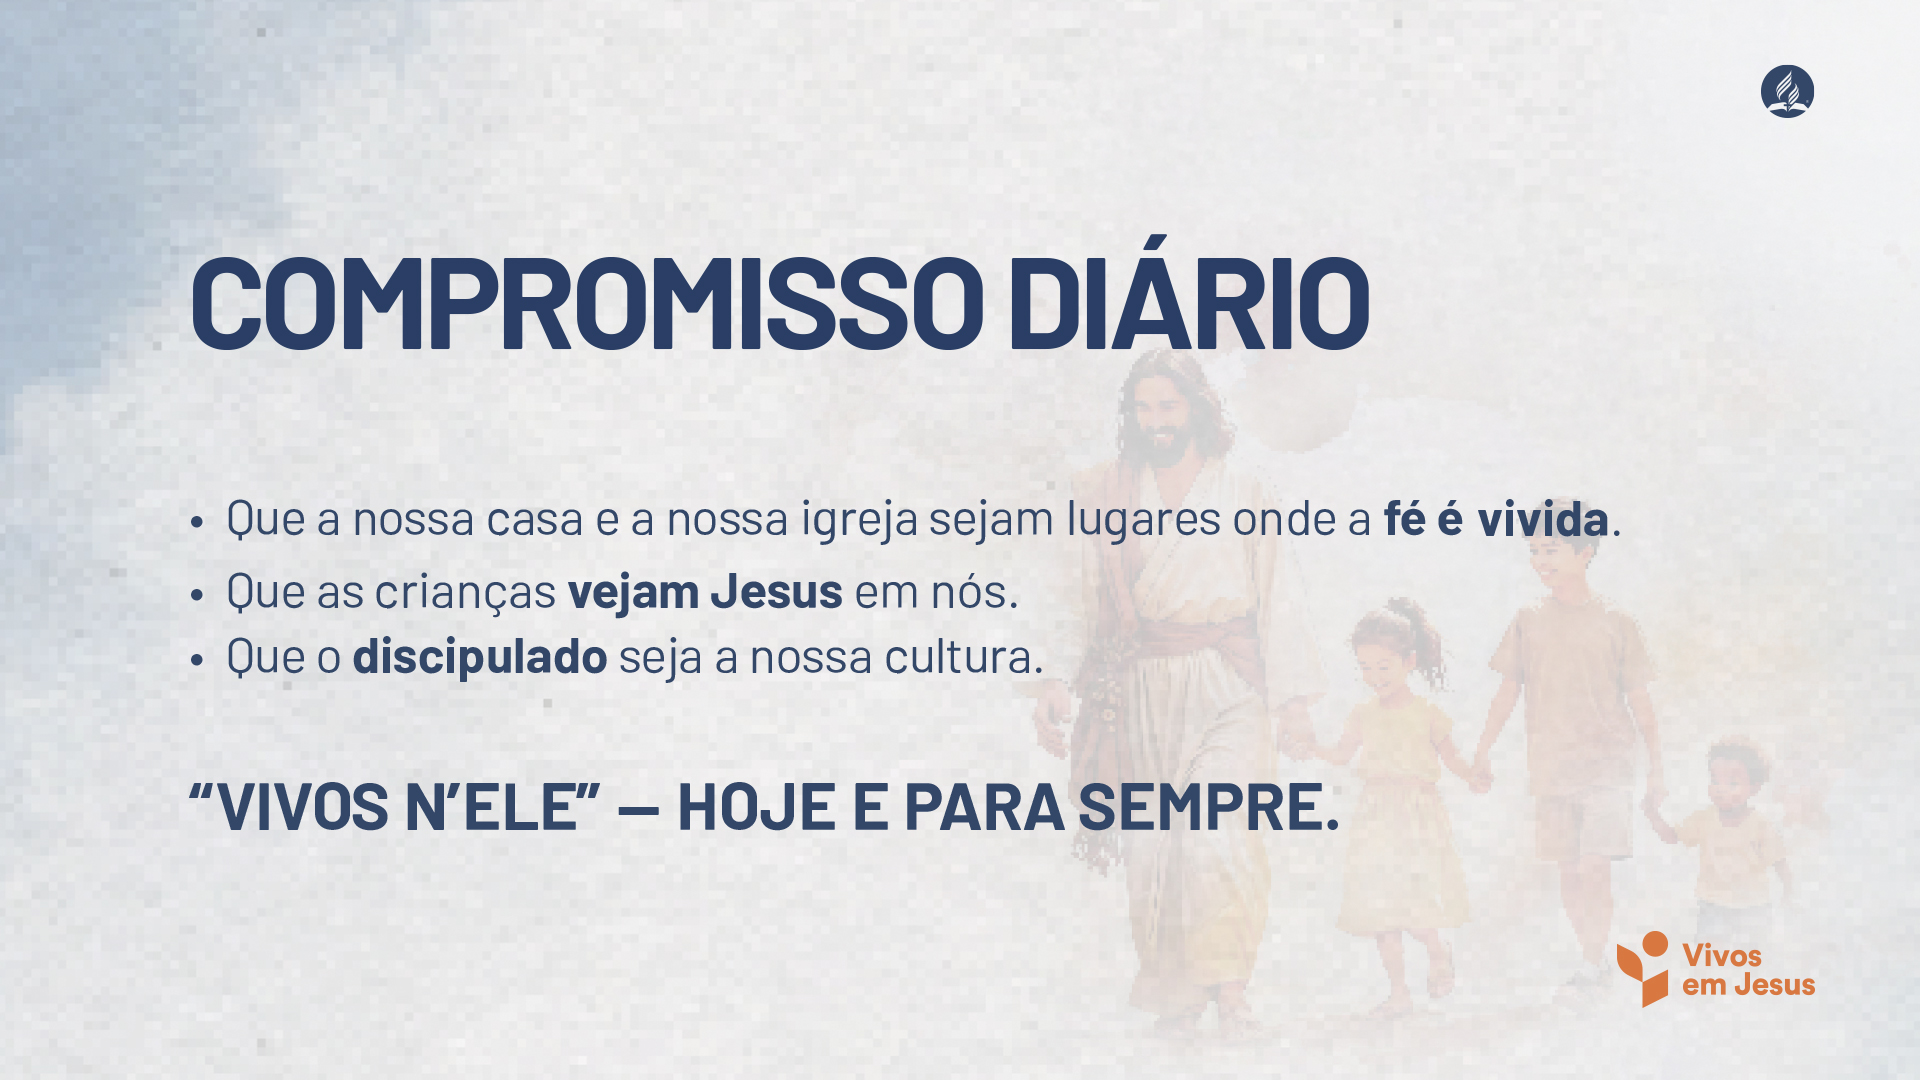 COMPROMISSO DIÁRIO
• Que a nossa casa e a nossa igreja sejam lugares onde a fé é vivida.
• Que as crianças vejam Jesus em nós.
• Que o discipulado seja a nossa cultura.
“VIVOS N’ELE” — HOJE E PARA SEMPRE.
Vivos
em Jesus